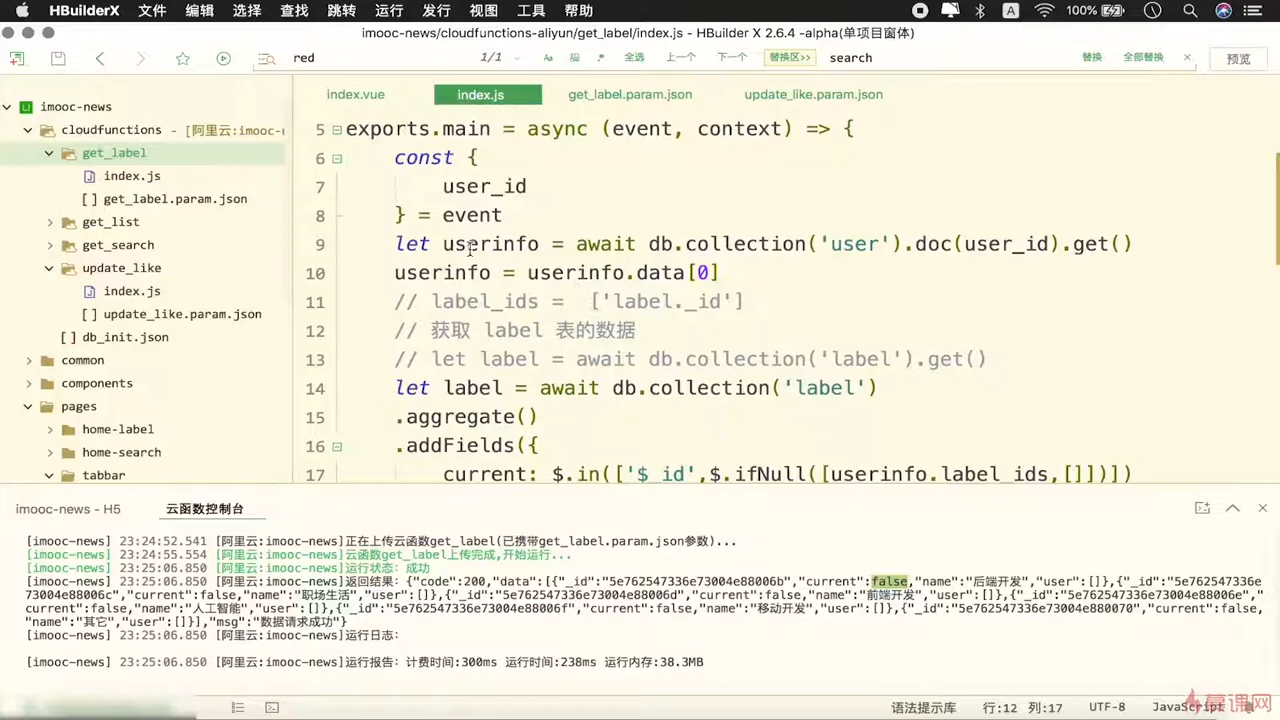 HBuilderX 文件 编辑 选择 查找 跳转 运行 发行 视图 工具 帮助 A 100%
imooc-news/cloudfunctions-aliyun/get_label/index.js - HBuilder X 2.6.4 -alpha(单项目窗体)
red 1/1 Aa .* 全选 上一个 下一个 替换区>> search 替换 全部替换 × 预览
index.vue index.js get_label.param.json update_like.param.json
imooc-news
cloudfunctions - [阿里云:imooc-n
get_label
index.js
[] get_label.param.json
get_list
get_search
update_like
index.js
[] update_like.param.json
[] db_init.json
common
components
pages
home-label
home-search
tabbar
5 exports.main = async (event, context) => {
6 const {
7 user_id
8 } = event
9 let userinfo = await db.collection('user').doc(user_id).get()
10 userinfo = userinfo.data[0]
11 // label_ids =  ['label._id']
12 // 获取 label 表的数据
13 // let label = await db.collection('label').get()
14 let label = await db.collection('label')
15 .aggregate()
16 .addFields({
17 current: $.in(['$_id',$.ifNull([userinfo.label_ids,[]])])
imooc-news - H5 云函数控制台
[imooc-news] 23:24:52.541 [阿里云:imooc-news]正在上传云函数get_label(已携带get_label.param.json参数)...
[imooc-news] 23:24:55.554 [阿里云:imooc-news]云函数get_label上传完成,开始运行...
[imooc-news] 23:25:06.850 [阿里云:imooc-news]运行状态: 成功
[imooc-news] 23:25:06.850 [阿里云:imooc-news]返回结果: {"code":200,"data":[{"_id":"5e762547336e73004e88006b","current":false,"name":"后端开发","user":[]},{"_id":"5e762547336e
73004e88006c","current":false,"name":"职场生活","user":[]},{"_id":"5e762547336e73004e88006d","current":false,"name":"前端开发","user":[]},{"_id":"5e762547336e73004e88006e","
current":false,"name":"人工智能","user":[]},{"_id":"5e762547336e73004e88006f","current":false,"name":"移动开发","user":[]},{"_id":"5e762547336e73004e880070","current":false,
"name":"其它","user":[]}],"msg":"数据请求成功"}
[imooc-news] 23:25:06.850 [阿里云:imooc-news]运行日志:
[imooc-news] 23:25:06.850 [阿里云:imooc-news]运行报告: 计费时间:300ms 运行时间:238ms 运行内存:38.3MB
语法提示库 行:12 列:17 UTF-8 JavaScript
慕课网